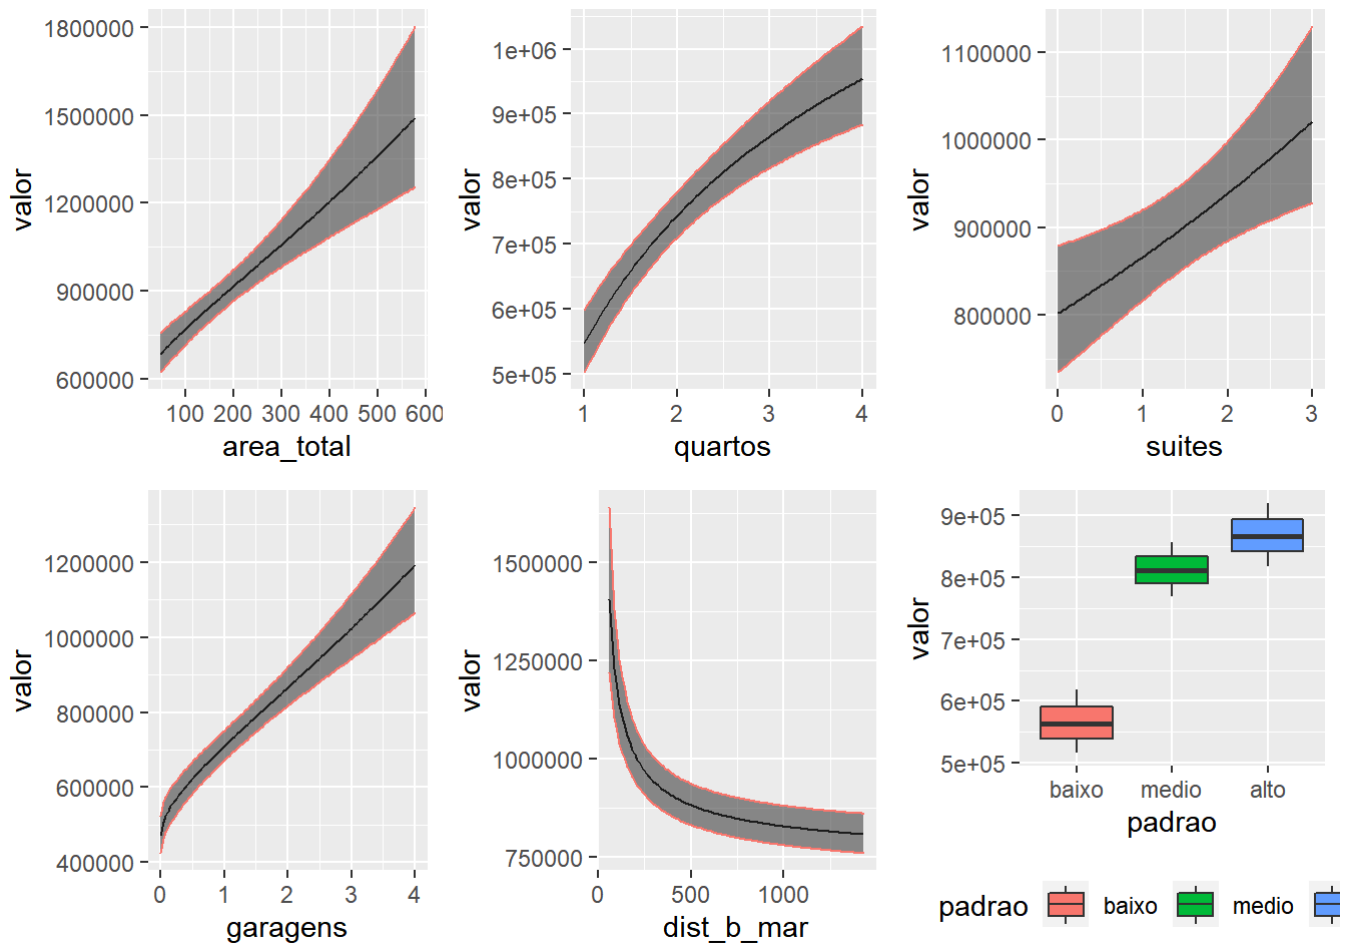 1800000
1500000
1200000
900000
600000
valor
100 200 300 400 500 600
area_total
1e+06
9e+05
8e+05
7e+05
6e+05
5e+05
valor
1 2 3 4
quartos
1100000
1000000
900000
800000
valor
0 1 2 3
suites
1200000
1000000
800000
600000
400000
valor
0 1 2 3 4
garagens
1500000
1250000
1000000
750000
valor
0 500 1000
dist_b_mar
9e+05
8e+05
7e+05
6e+05
5e+05
valor
baixo medio alto
padrao
padrao baixo medio